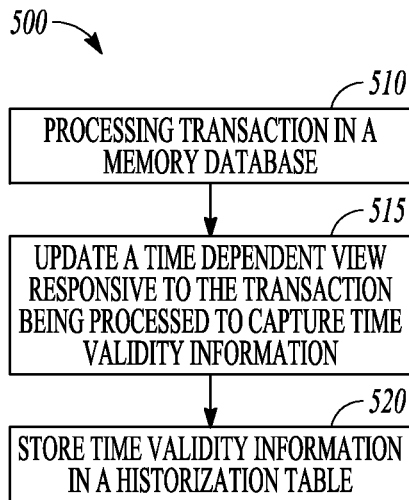 500
510
PROCESSING TRANSACTION IN A
MEMORY DATABASE
515
UPDATE A TIME DEPENDENT VIEW
RESPONSIVE TO THE TRANSACTION
BEING PROCESSED TO CAPTURE TIME
VALIDITY INFORMATION
520
STORE TIME VALIDITY INFORMATION
IN A HISTORIZATION TABLE